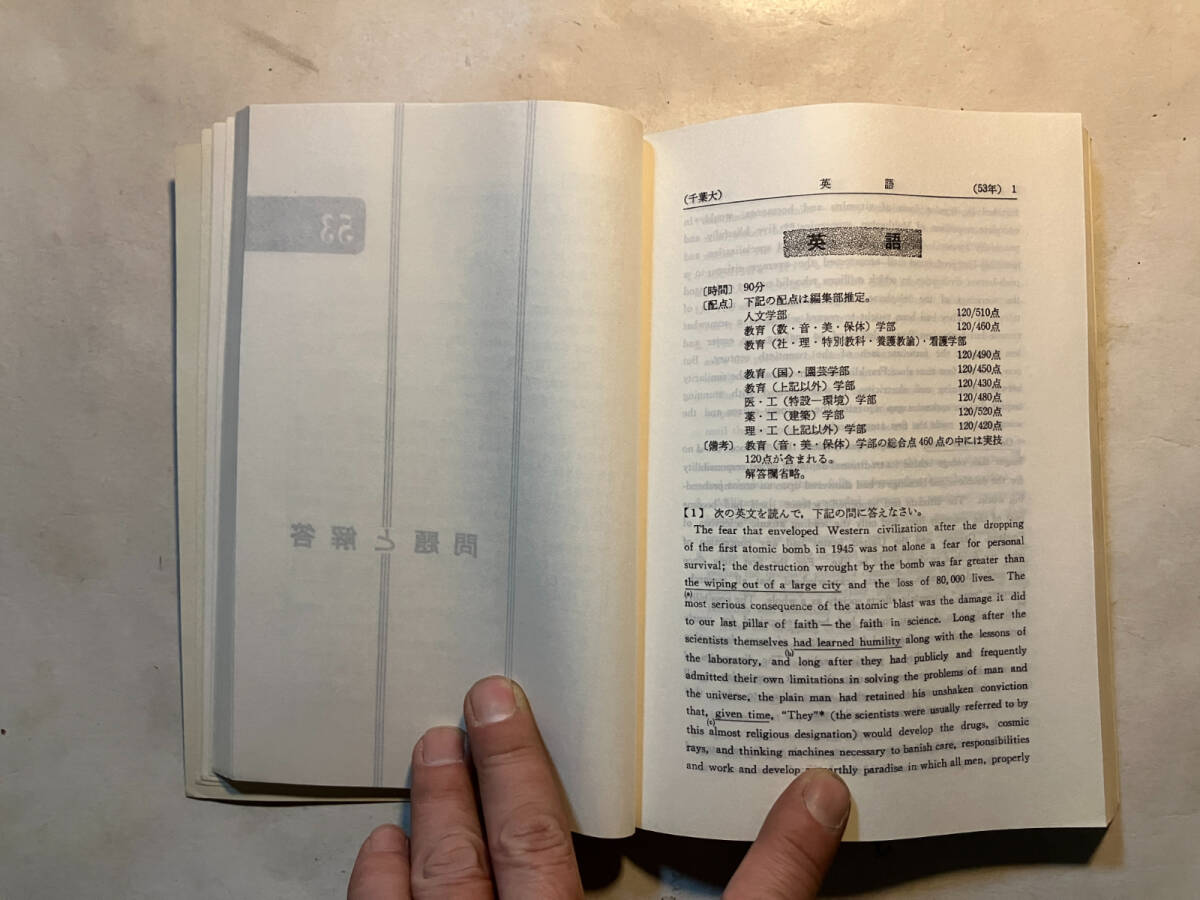 53
問題と解答
(千葉大)
英 語
(53年) 1
英 語
〔時間〕 90分
〔配点〕 下記の配点は編集部推定。
人文学部 120/510点
教育(数・音・美・保体)学部 120/460点
教育(社・理・特別教科・養護教諭)・看護学部
120/490点
教育(国)・園芸学部 120/450点
教育(上記以外)学部 120/430点
医・工(特設一環境)学部 120/480点
薬・工(建築)学部 120/520点
理・工(上記以外)学部 120/420点
〔備考〕 教育(音・美・保体)学部の総合点460点の中には実技
120点が含まれる。
解答欄省略。
【1】 次の英文を読んで,下記の問に答えなさい。
The fear that enveloped Western civilization after the dropping
of the first atomic bomb in 1945 was not alone a fear for personal
survival; the destruction wrought by the bomb was far greater than
the wiping out of a large city and the loss of 80,000 lives. The
(a)
most serious consequence of the atomic blast was the damage it did
to our last pillar of faith—the faith in science. Long after the
scientists themselves had learned humility along with the lessons of
(b)
the laboratory, and long after they had publicly and frequently
admitted their own limitations in solving the problems of man and
the universe, the plain man had retained his unshaken conviction
that, given time, "They"* (the scientists were usually referred to by
(c)
this almost religious designation) would develop the drugs, cosmic
rays, and thinking machines necessary to banish care, responsibilities
and work and develop paradise in which all men, properly